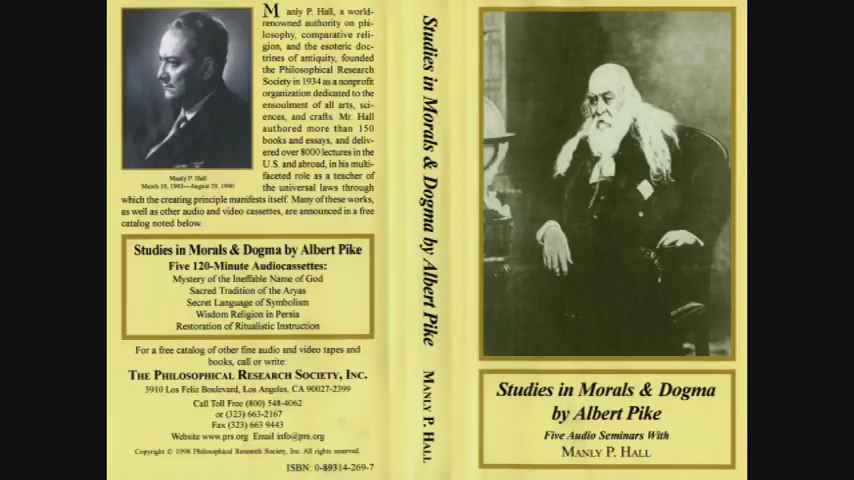 Manly P. Hall, a world-
renowned authority on phi-
losophy, comparative reli-
gion, and the esoteric doc-
trines of antiquity, founded
the Philosophical Research
Society in 1934 as a nonprofit
organization dedicated to the
ensoulment of all arts, sci-
ences, and crafts. Mr. Hall
authored more than 150
books and essays, and deliv-
ered over 8000 lectures in the
U.S. and abroad, in his multi-
faceted role as a teacher of
the universal laws through
which the creating principle manifests itself. Many of these works,
as well as other audio and video cassettes, are announced in a free
catalog noted below.
Manly P. Hall
March 18, 1901—August 29, 1990
Studies in Morals & Dogma by Albert Pike
Five 120-Minute Audiocassettes:
Mystery of the Ineffable Name of God
Sacred Tradition of the Aryas
Secret Language of Symbolism
Wisdom Religion in Persia
Restoration of Ritualistic Instruction
For a free catalog of other fine audio and video tapes and
books, call or write:
THE PHILOSOPHICAL RESEARCH SOCIETY, INC.
3910 Los Feliz Boulevard, Los Angeles, CA 90027-2399
Call Toll Free (800) 548-4062
or (323) 663-2167
Fax (323) 663 9443
Website www.prs.org Email info@prs.org
Copyright © 1998 Philosophical Research Society, Inc. All rights reserved.
ISBN: 0-89314-269-7
Studies in Morals & Dogma by Albert Pike MANLY P. HALL
Studies in Morals & Dogma
by Albert Pike
Five Audio Seminars With
MANLY P. HALL